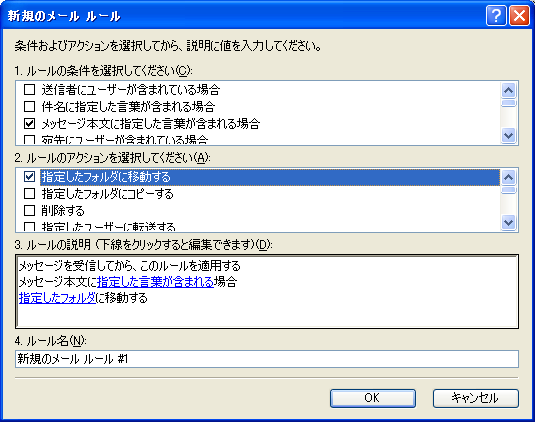 新規のメール ルール
条件およびアクションを選択してから、説明に値を入力してください。
1. ルールの条件を選択してください(C):
送信者にユーザーが含まれている場合
件名に指定した言葉が含まれる場合
メッセージ本文に指定した言葉が含まれる場合
宛先にユーザーが含まれている場合
2. ルールのアクションを選択してください(A):
指定したフォルダに移動する
指定したフォルダにコピーする
削除する
指定したユーザーに転送する
3. ルールの説明 (下線をクリックすると編集できます)(D):
メッセージを受信してから、このルールを適用する
メッセージ本文に指定した言葉が含まれる場合
指定したフォルダに移動する
4. ルール名(N):
新規のメール ルール #1
OK
キャンセル